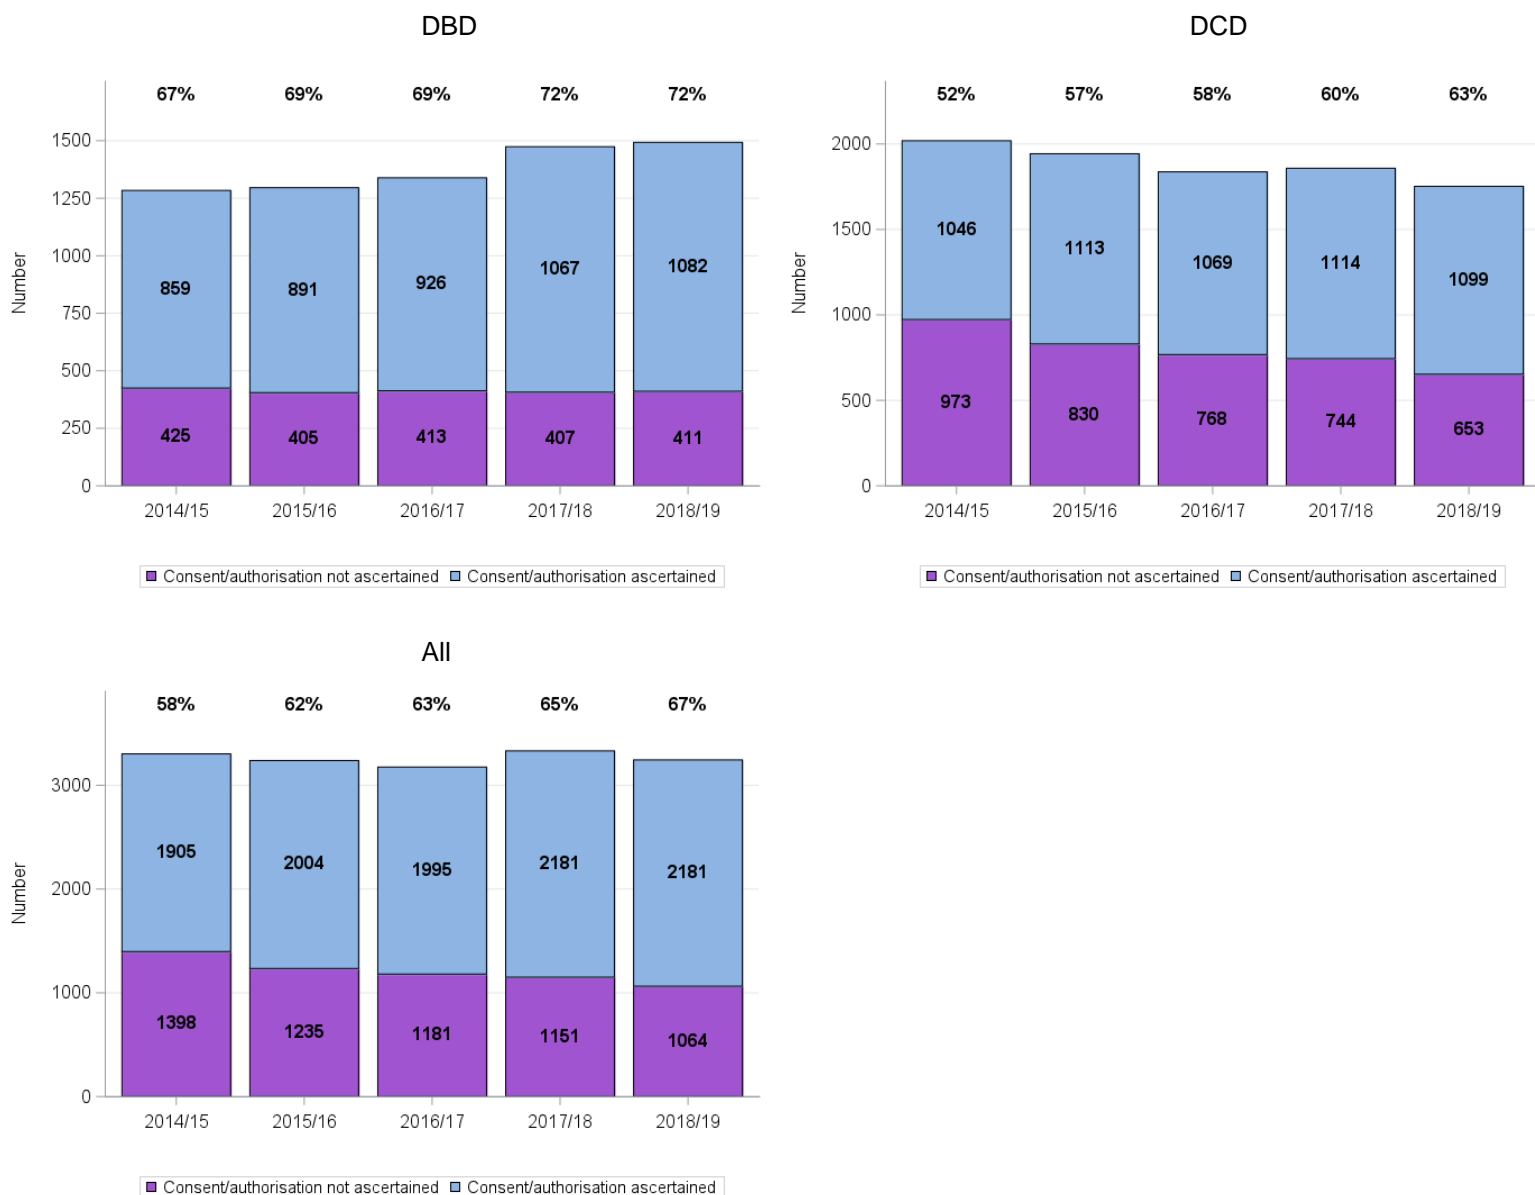 DBD
67% 69% 69% 72% 72%
Number
1500
1250
1000
750
500
250
0
859 891 926 1067 1082
425 405 413 407 411
2014/15 2015/16 2016/17 2017/18 2018/19
Consent/authorisation not ascertained Consent/authorisation ascertained
DCD
52% 57% 58% 60% 63%
Number
2000
1500
1000
500
0
1046 1113 1069 1114 1099
973 830 768 744 653
2014/15 2015/16 2016/17 2017/18 2018/19
Consent/authorisation not ascertained Consent/authorisation ascertained
All
58% 62% 63% 65% 67%
Number
3000
2000
1000
0
1905 2004 1995 2181 2181
1398 1235 1181 1151 1064
2014/15 2015/16 2016/17 2017/18 2018/19
Consent/authorisation not ascertained Consent/authorisation ascertained